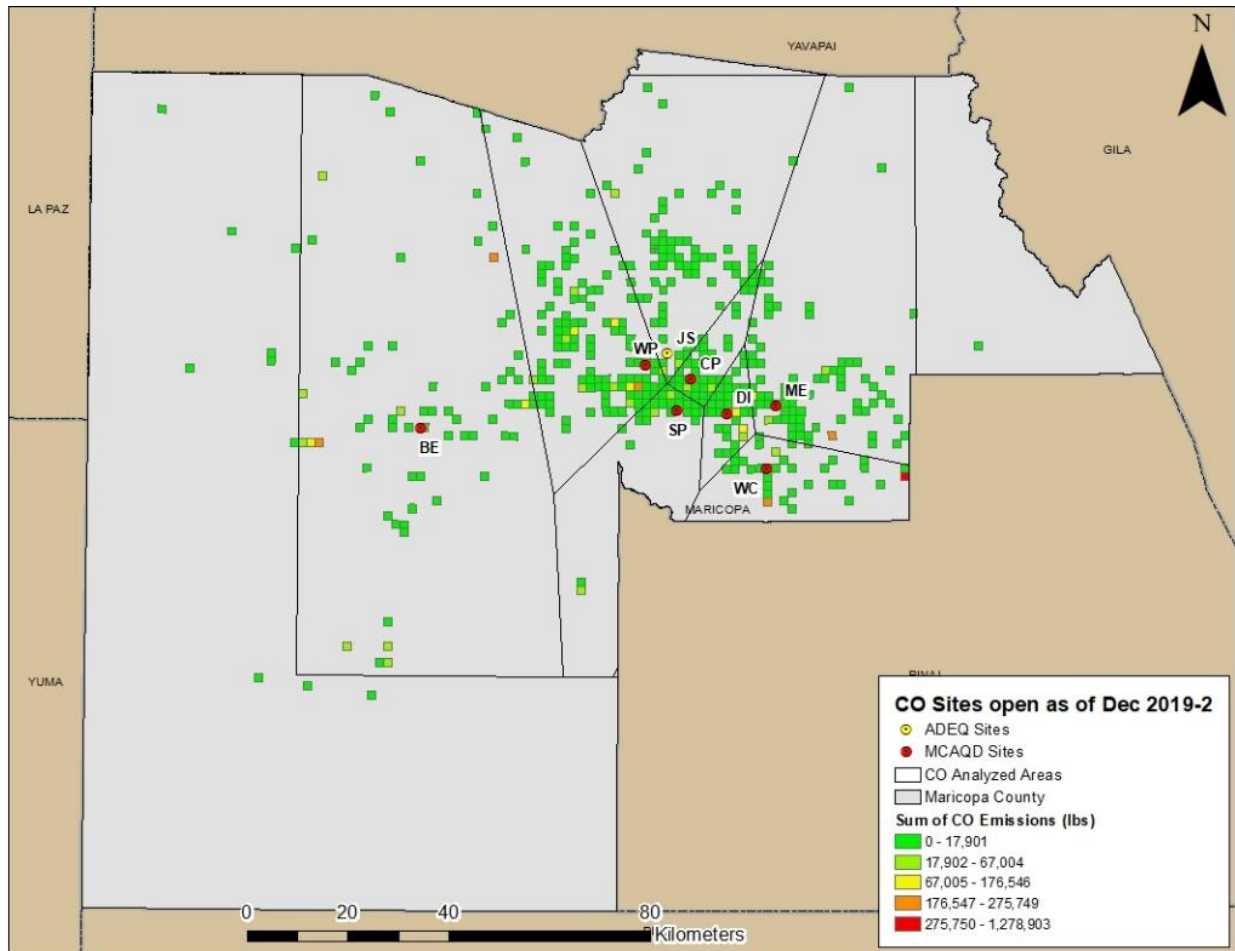 N
YAVAPAI
GILA
LA PAZ
JS
WP
CP
ME
DI
SP
BE
WC
MARICOPA
YUMA
CO Sites open as of Dec 2019-2
ADEQ Sites
MCAQD Sites
CO Analyzed Areas
Maricopa County
Sum of CO Emissions (lbs)
0 - 17,901
17,902 - 67,004
67,005 - 176,546
176,547 - 275,749
275,750 - 1,278,903
0 20 40 80
Kilometers